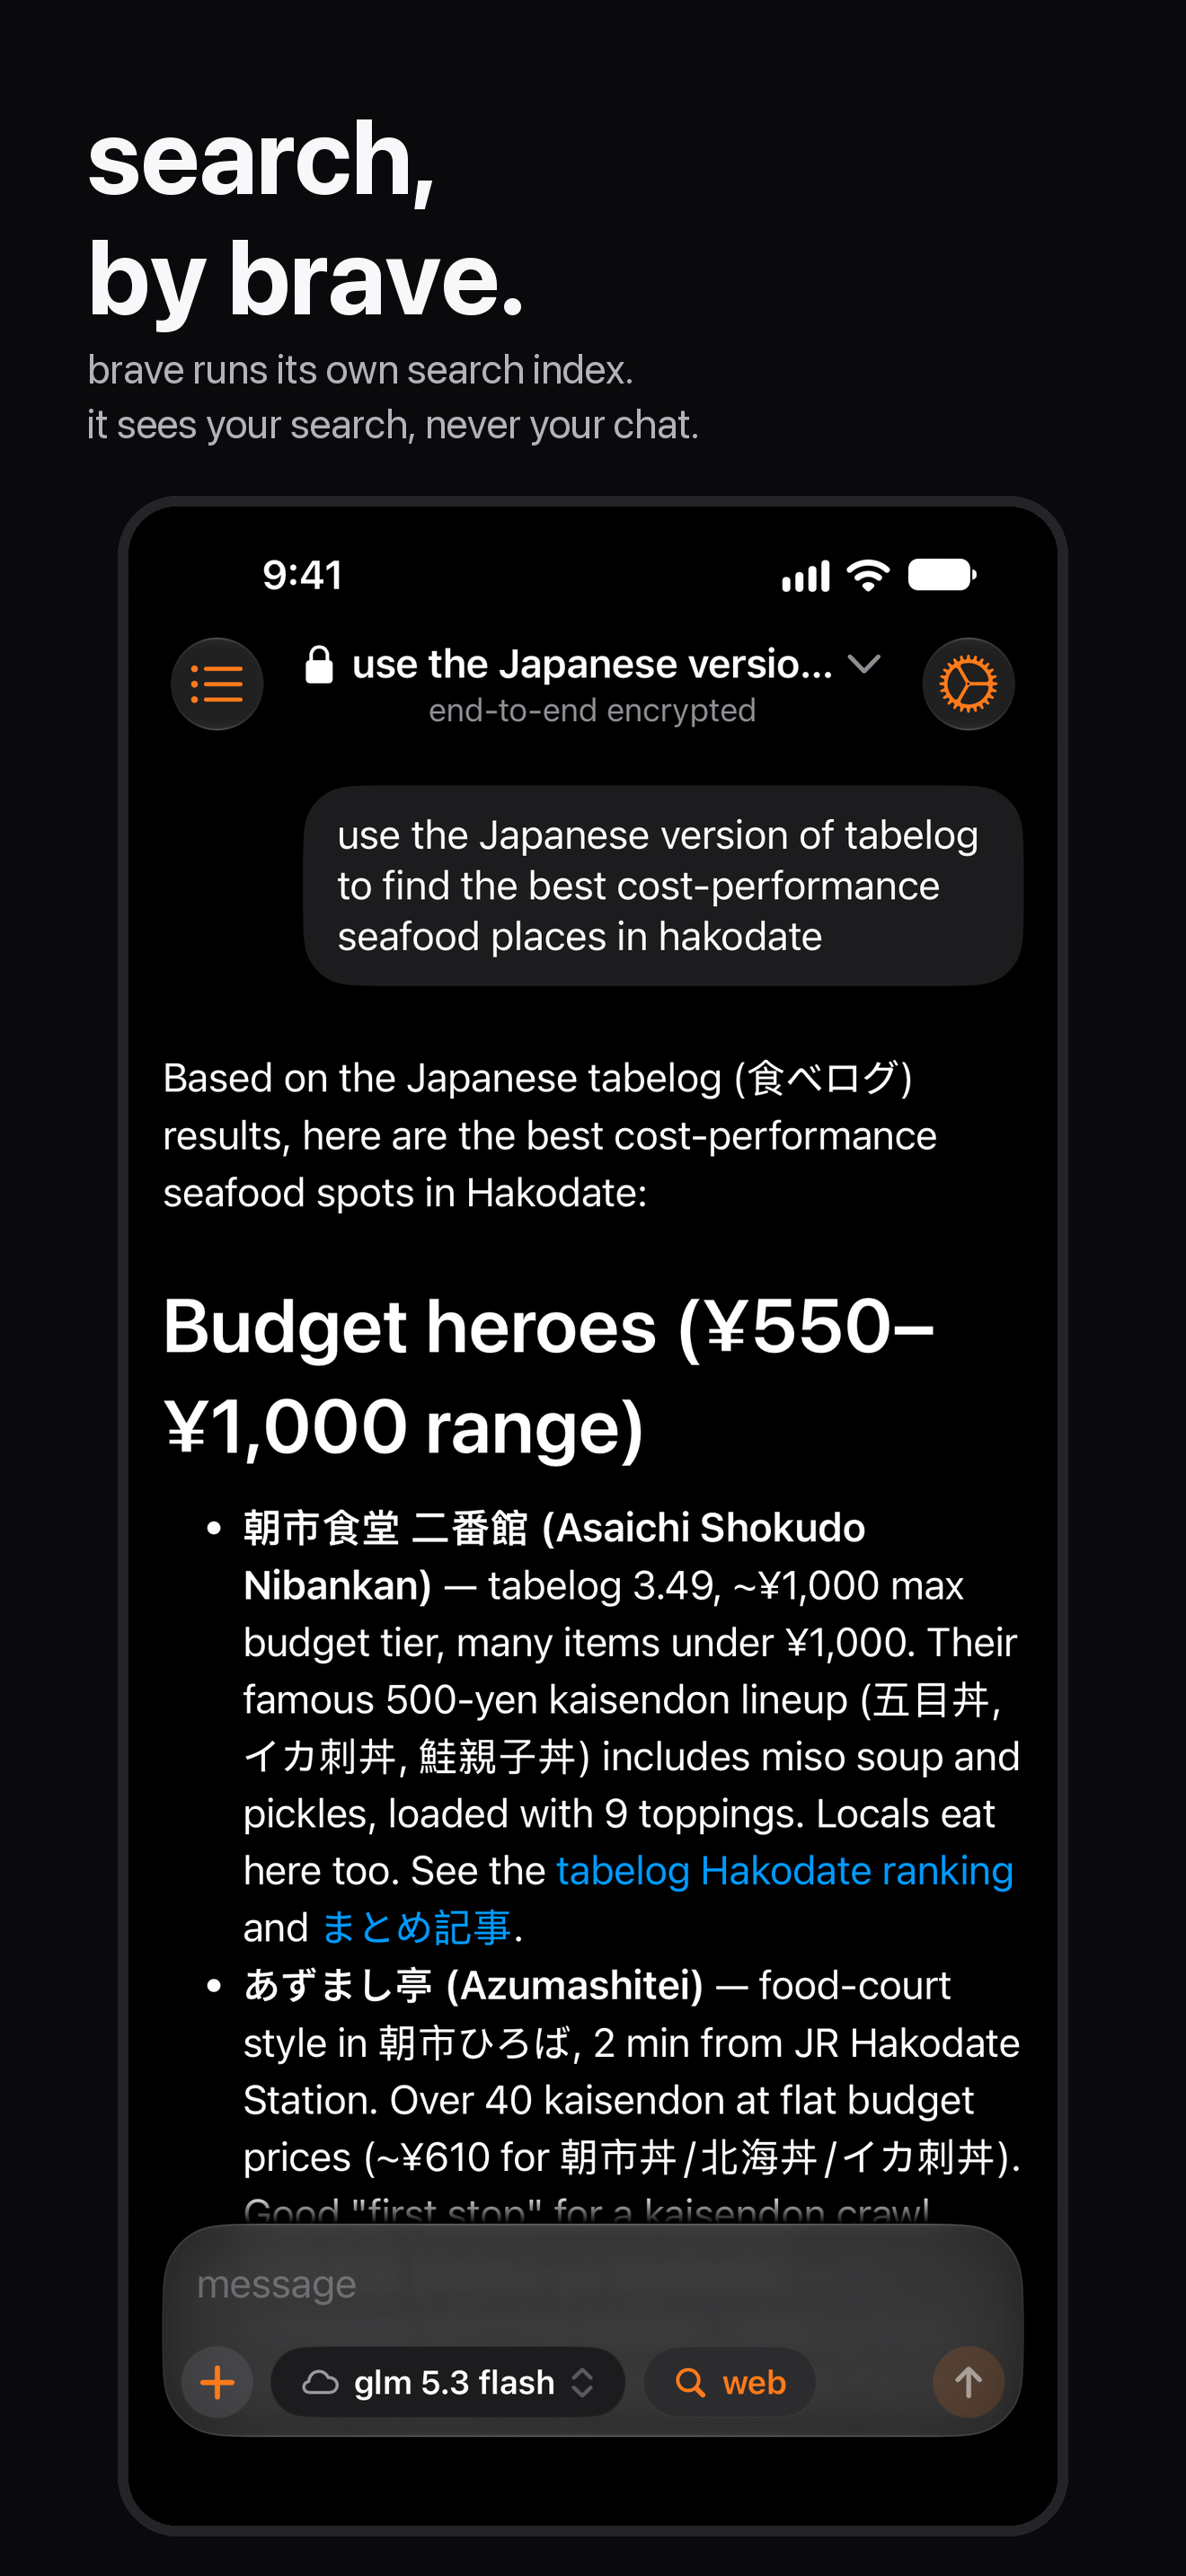 search,
by brave.
brave runs its own search index.
it sees your search, never your chat.
9:41
use the Japanese versio...
end-to-end encrypted
use the Japanese version of tabelog
to find the best cost-performance
seafood places in hakodate
Based on the Japanese tabelog (食べログ)
results, here are the best cost-performance
seafood spots in Hakodate:
Budget heroes (¥550–
¥1,000 range)
• 朝市食堂 二番館 (Asaichi Shokudo
Nibankan) — tabelog 3.49, ~¥1,000 max
budget tier, many items under ¥1,000. Their
famous 500-yen kaisendon lineup (五目丼,
イカ刺丼, 鮭親子丼) includes miso soup and
pickles, loaded with 9 toppings. Locals eat
here too. See the tabelog Hakodate ranking
and まとめ記事.
• あずまし亭 (Azumashitei) — food-court
style in 朝市ひろば, 2 min from JR Hakodate
Station. Over 40 kaisendon at flat budget
prices (~¥610 for 朝市丼/北海丼/イカ刺丼).
Good "first stop" for a kaisendon crawl
message
glm 5.3 flash
web